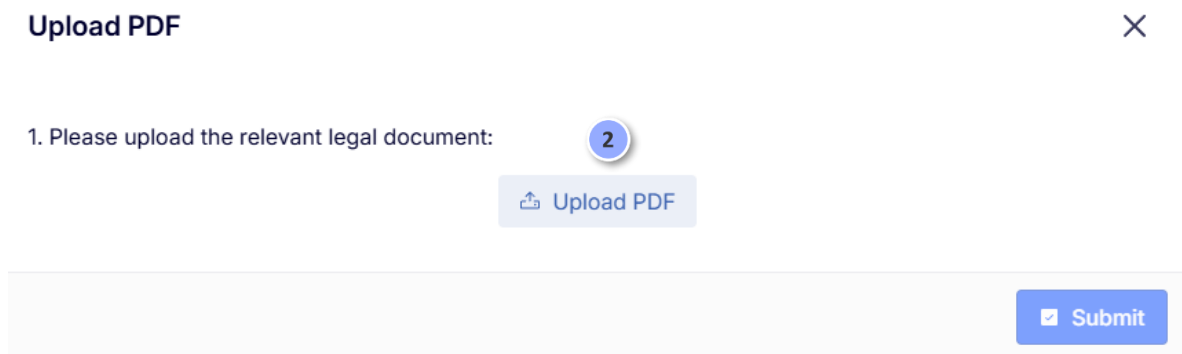 Upload PDF
1. Please upload the relevant legal document:
2
Upload PDF
Submit